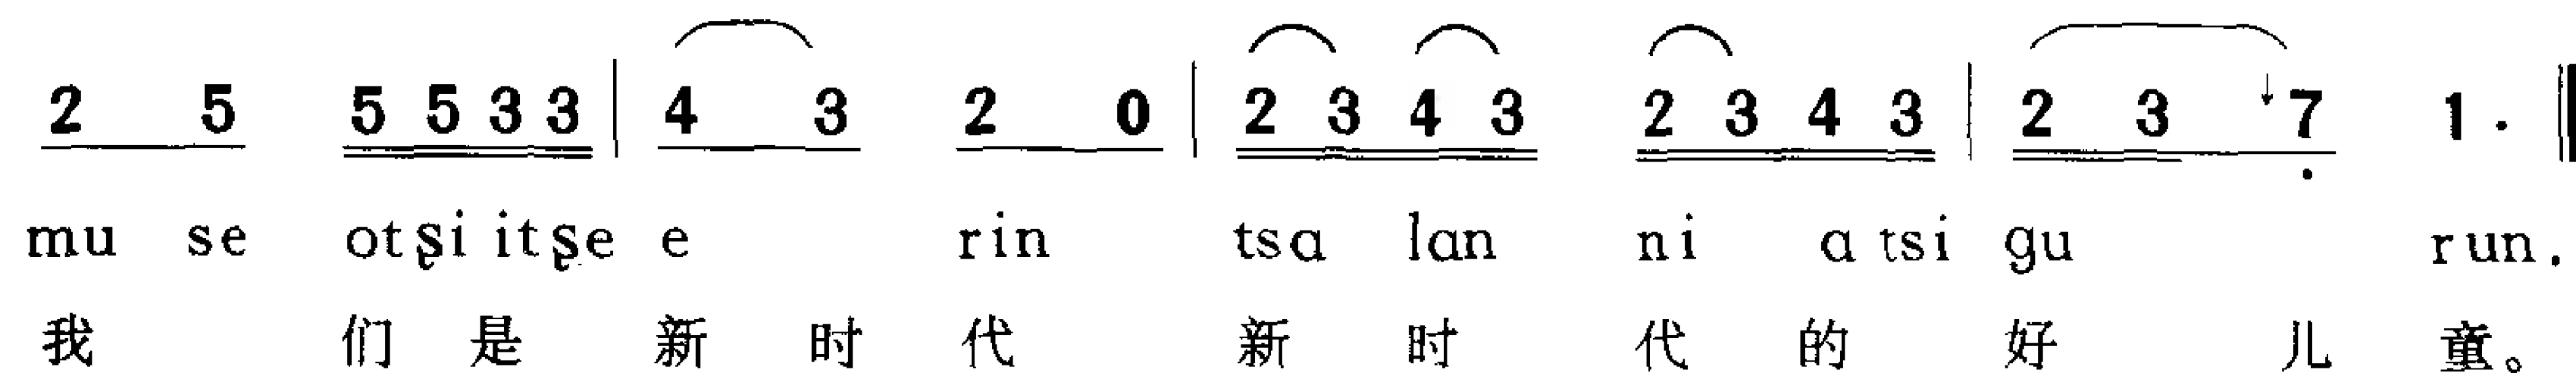 2 5 5 5 3 3 | 4 3 2 0 | 2 3 4 3 2 3 4 3 | 2 3 ↓7 1 . ‖
mu se otʂi itʂe e rin tsɑ lɑn ni ɑ tsi gu run.
我 们 是 新 时 代 新 时 代 的 好 儿 童。